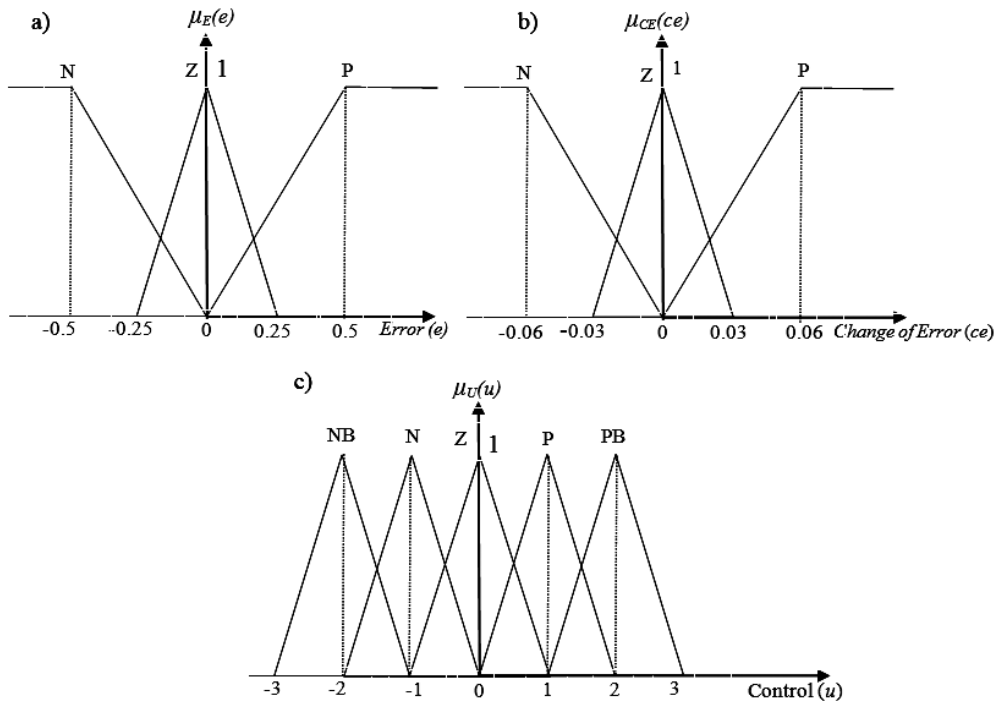 a)
μE(e)
N
Z
1
P
-0.5
-0.25
0
0.25
0.5
Error (e)
b)
μCE(ce)
N
Z
1
P
-0.06
-0.03
0
0.03
0.06
Change of Error (ce)
c)
μU(u)
NB
N
Z
1
P
PB
-3
-2
-1
0
1
2
3
Control (u)